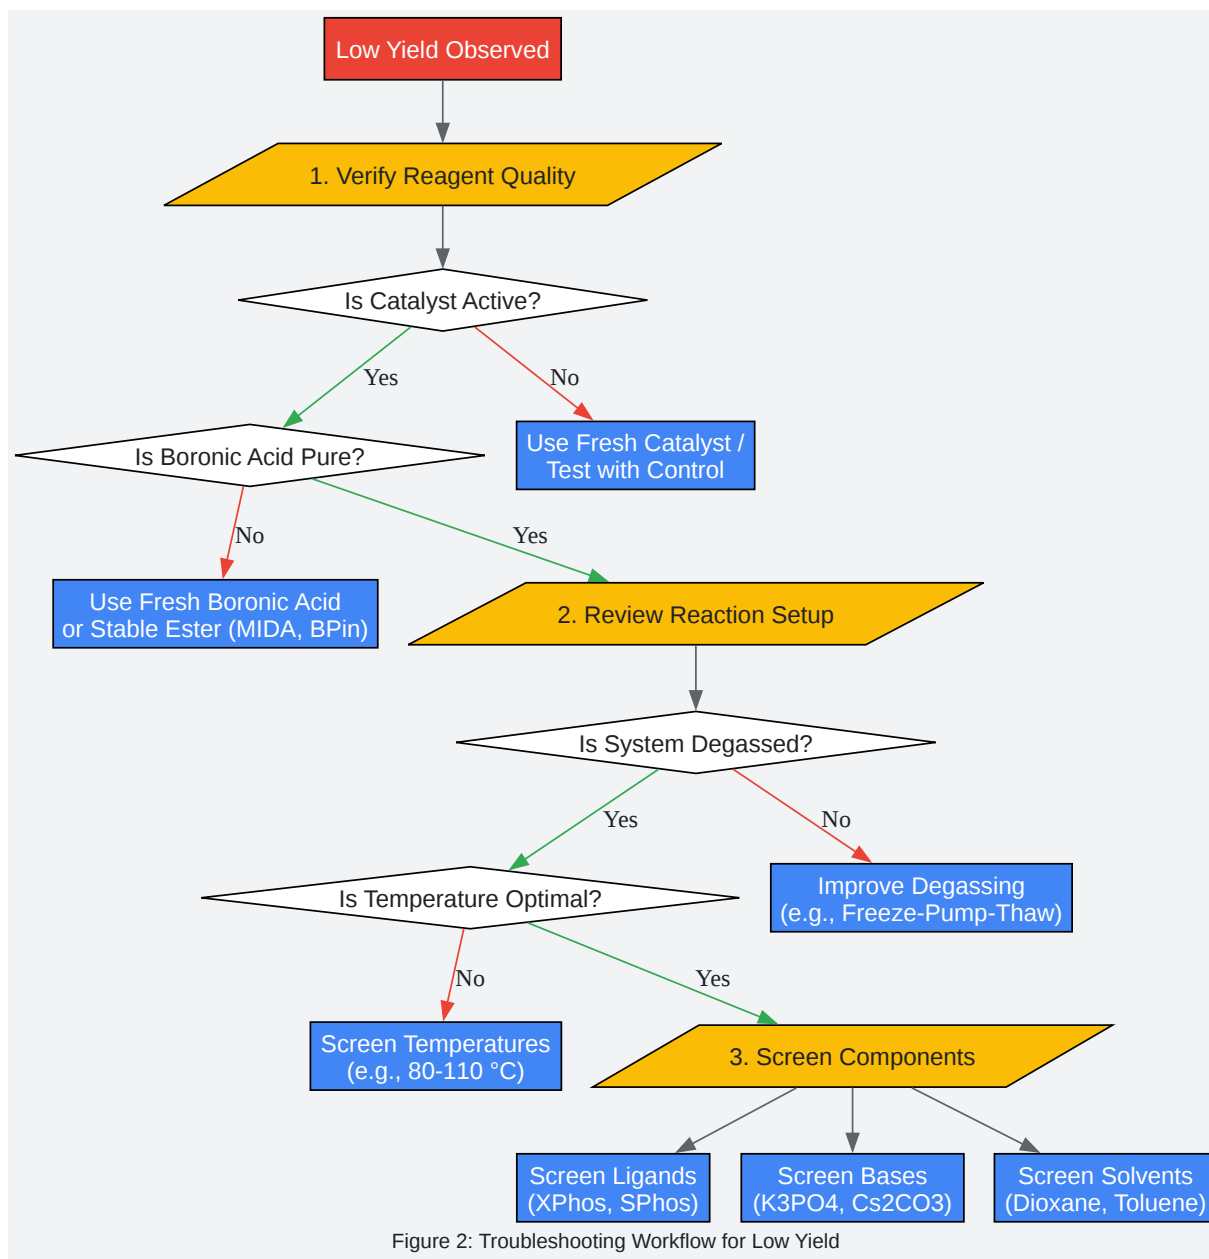 Low Yield Observed
1. Verify Reagent Quality
Is Catalyst Active?
Yes
No
Is Boronic Acid Pure?
Use Fresh Catalyst /
Test with Control
No
Yes
Use Fresh Boronic Acid
or Stable Ester (MIDA, BPin)
2. Review Reaction Setup
Is System Degassed?
Yes
No
Is Temperature Optimal?
Improve Degassing
(e.g., Freeze-Pump-Thaw)
No
Yes
Screen Temperatures
(e.g., 80-110 °C)
3. Screen Components
Screen Ligands
(XPhos, SPhos)
Screen Bases
(K3PO4, Cs2CO3)
Screen Solvents
(Dioxane, Toluene)
Figure 2: Troubleshooting Workflow for Low Yield